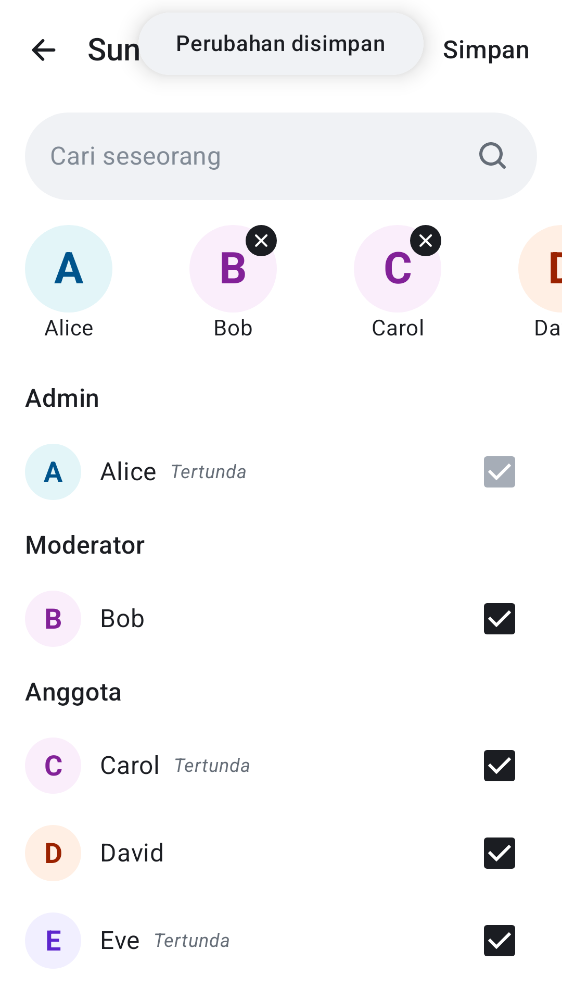 Sun
Perubahan disimpan
Simpan
Cari seseorang
A
B
C
D
Alice
Bob
Carol
Da
Admin
A
Alice Tertunda
Moderator
B
Bob
Anggota
C
Carol Tertunda
D
David
E
Eve Tertunda